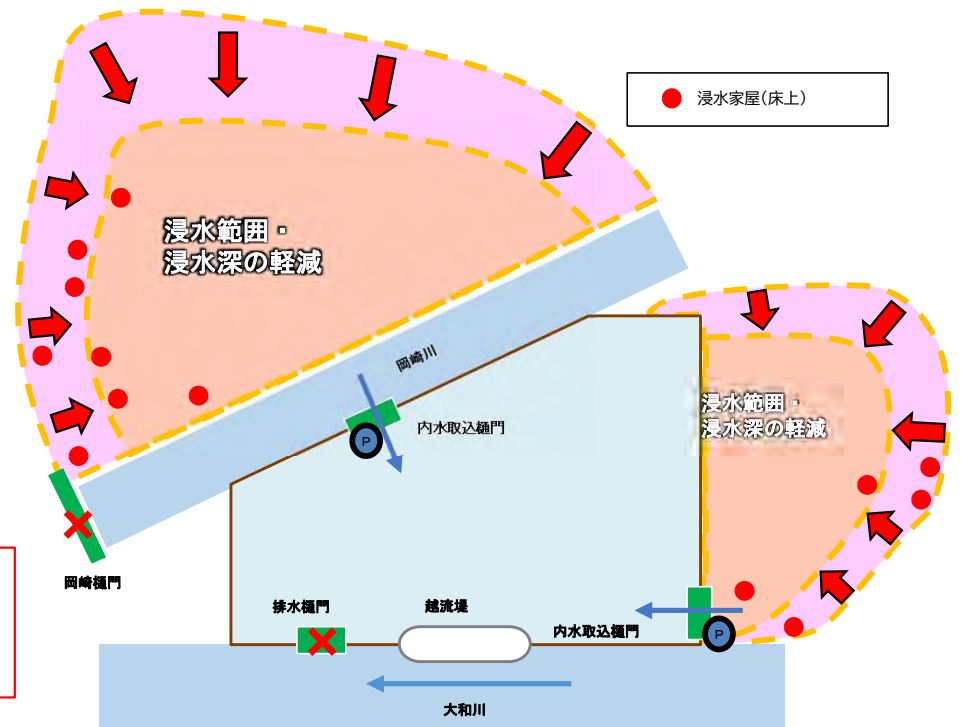 浸水家屋(床上)
浸水範囲・
浸水深の軽減
岡崎川
内水取込樋門
P
浸水範囲・
浸水深の軽減
岡崎樋門
排水樋門
越流堤
内水取込樋門
P
大和川